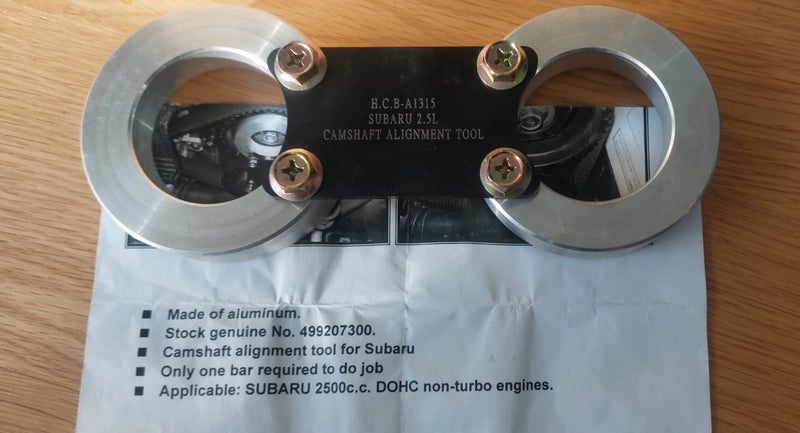 H.C.B-A1315
SUBARU 2.5L
CAMSHAFT ALIGNMENT TOOL
■ Made of aluminum.
■ Stock genuine No. 499207300.
■ Camshaft alignment tool for Subaru
■ Only one bar required to do job
■ Applicable: SUBARU 2500c.c. DOHC non-turbo engines.